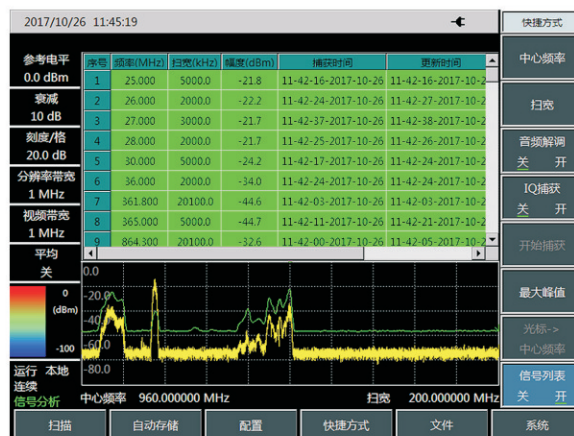 2017/10/26 11:45:19
快捷方式
参考电平
0.0 dBm
衰减
10 dB
刻度/格
20.0 dB
分辨率带宽
1 MHz
视频带宽
1 MHz
平均
关
0
(dBm)
-100
运行 本地
连续
信号分析
序号 频率(MHz) 扫宽(kHz) 幅度(dBm) 捕获时间 更新时间
1 25.000 5000.0 -21.8 11-42-16-2017-10-26 11-42-16-2017-10-2
2 26.000 2000.0 -22.2 11-42-24-2017-10-26 11-42-27-2017-10-2
3 27.000 3000.0 -21.7 11-42-37-2017-10-26 11-42-38-2017-10-2
4 28.000 2000.0 -21.7 11-42-25-2017-10-26 11-42-26-2017-10-2
5 30.000 5000.0 -24.2 11-42-17-2017-10-26 11-42-24-2017-10-2
6 36.000 2000.0 -34.0 11-42-24-2017-10-26 11-42-24-2017-10-2
7 361.800 20100.0 -44.6 11-42-03-2017-10-26 11-42-03-2017-10-2
8 365.000 5000.0 -44.7 11-42-11-2017-10-26 11-42-21-2017-10-2
9 864.300 20100.0 -32.6 11-42-00-2017-10-26 11-42-05-2017-10-2
0.0
-20.0
-40.0
-60.0
-80.0
中心频率 960.000000 MHz 扫宽 200.000000 MHz
中心频率
扫宽
音频解调
关 开
IQ捕获
关 开
开始捕获
最大峰值
光标->
中心频率
信号列表
关 开
扫描 自动存储 配置 快捷方式 文件 系统